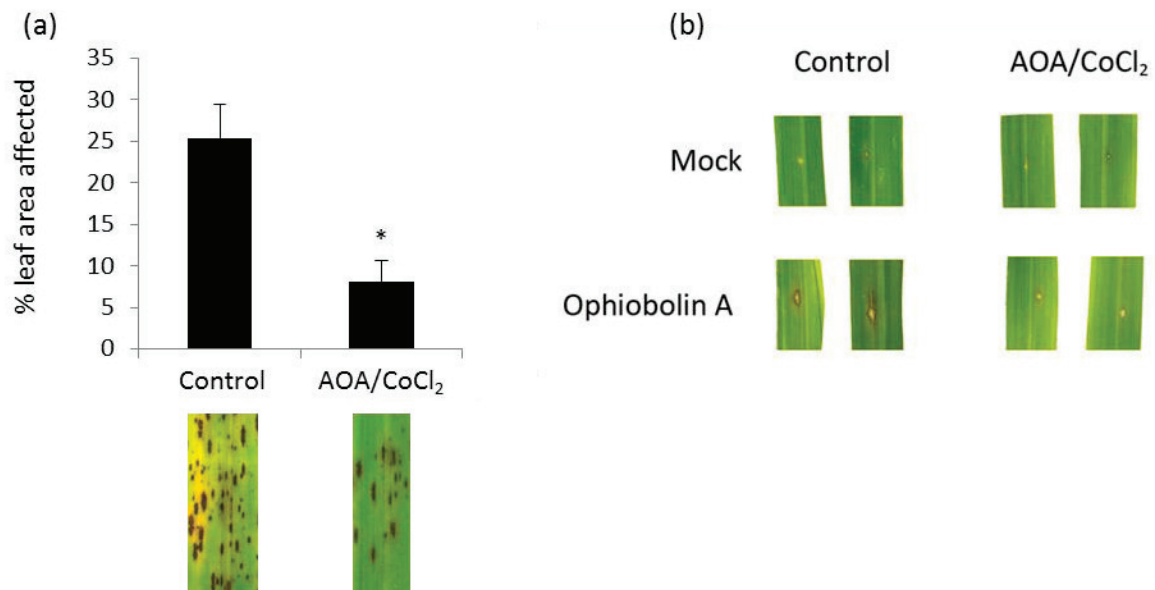 (a)
% leaf area affected
35
30
25
20
15
10
5
0
*
Control AOA/CoCl₂
(b)
Control AOA/CoCl₂
Mock
Ophiobolin A